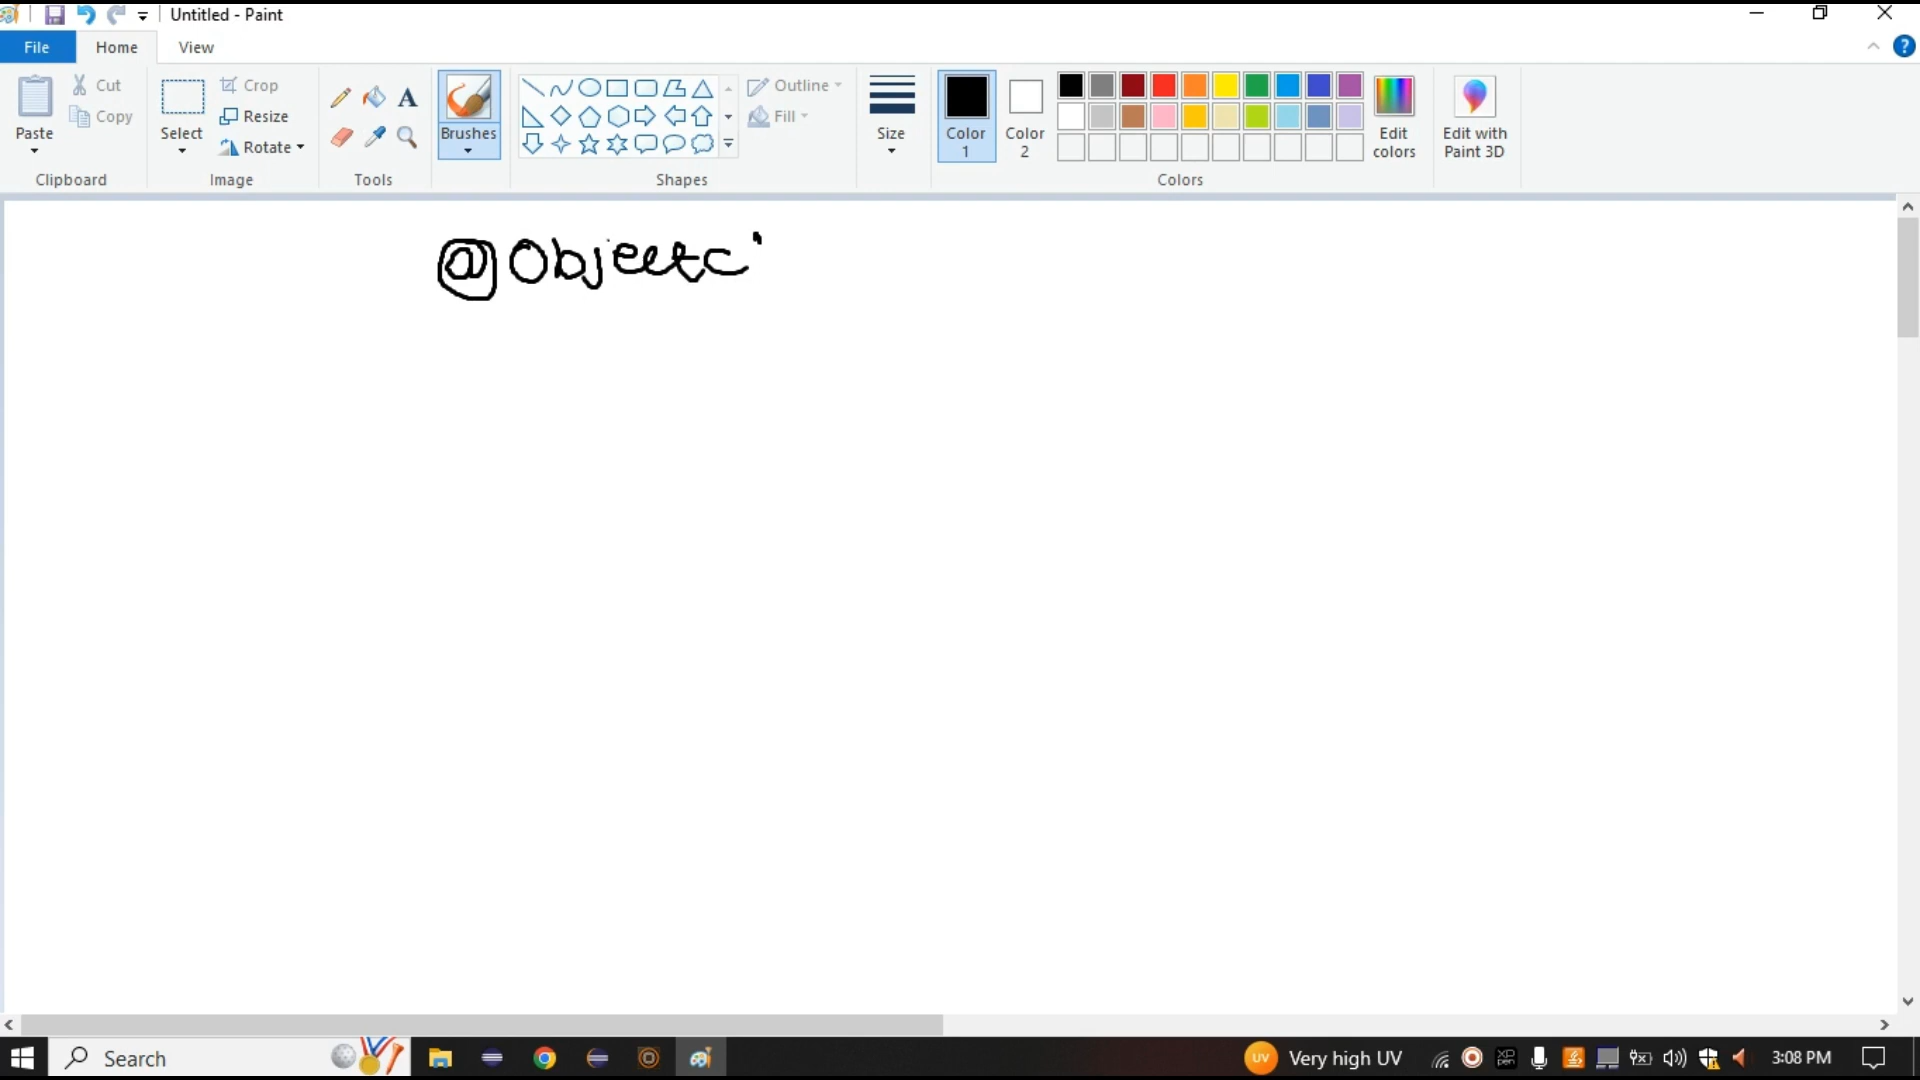 Untitled - Paint
File Home View
Paste Cut Copy Clipboard
Select Crop Resize Rotate Image
Tools
Brushes
Shapes Outline Fill
Size
Color 1 Color 2
Colors
Edit colors
Edit with Paint 3D
@Objectc'
Search
UV Very high UV
3:08 PM